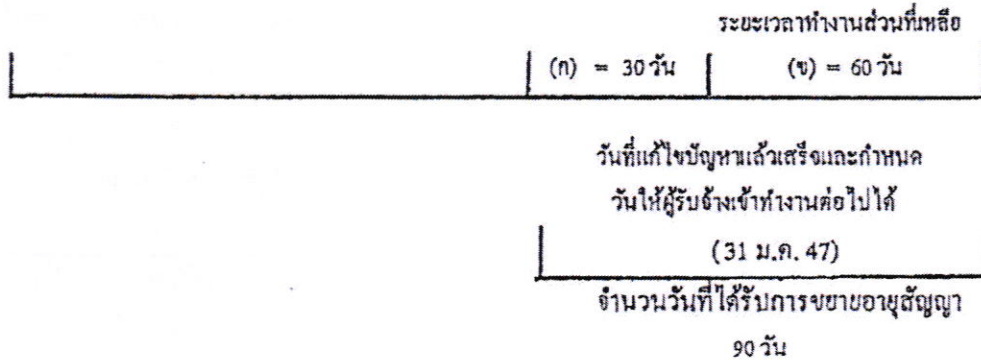 ระยะเวลาทำงานส่วนที่เหลือ
(ก) = 30 วัน (ข) = 60 วัน
วันที่แก้ไขปัญหาแล้วเสร็จและกำหนด
วันให้ผู้รับจ้างเข้าทำงานต่อไปได้
(31 ม.ค. 47)
จำนวนวันที่ได้รับการขยายอายุสัญญา
90 วัน